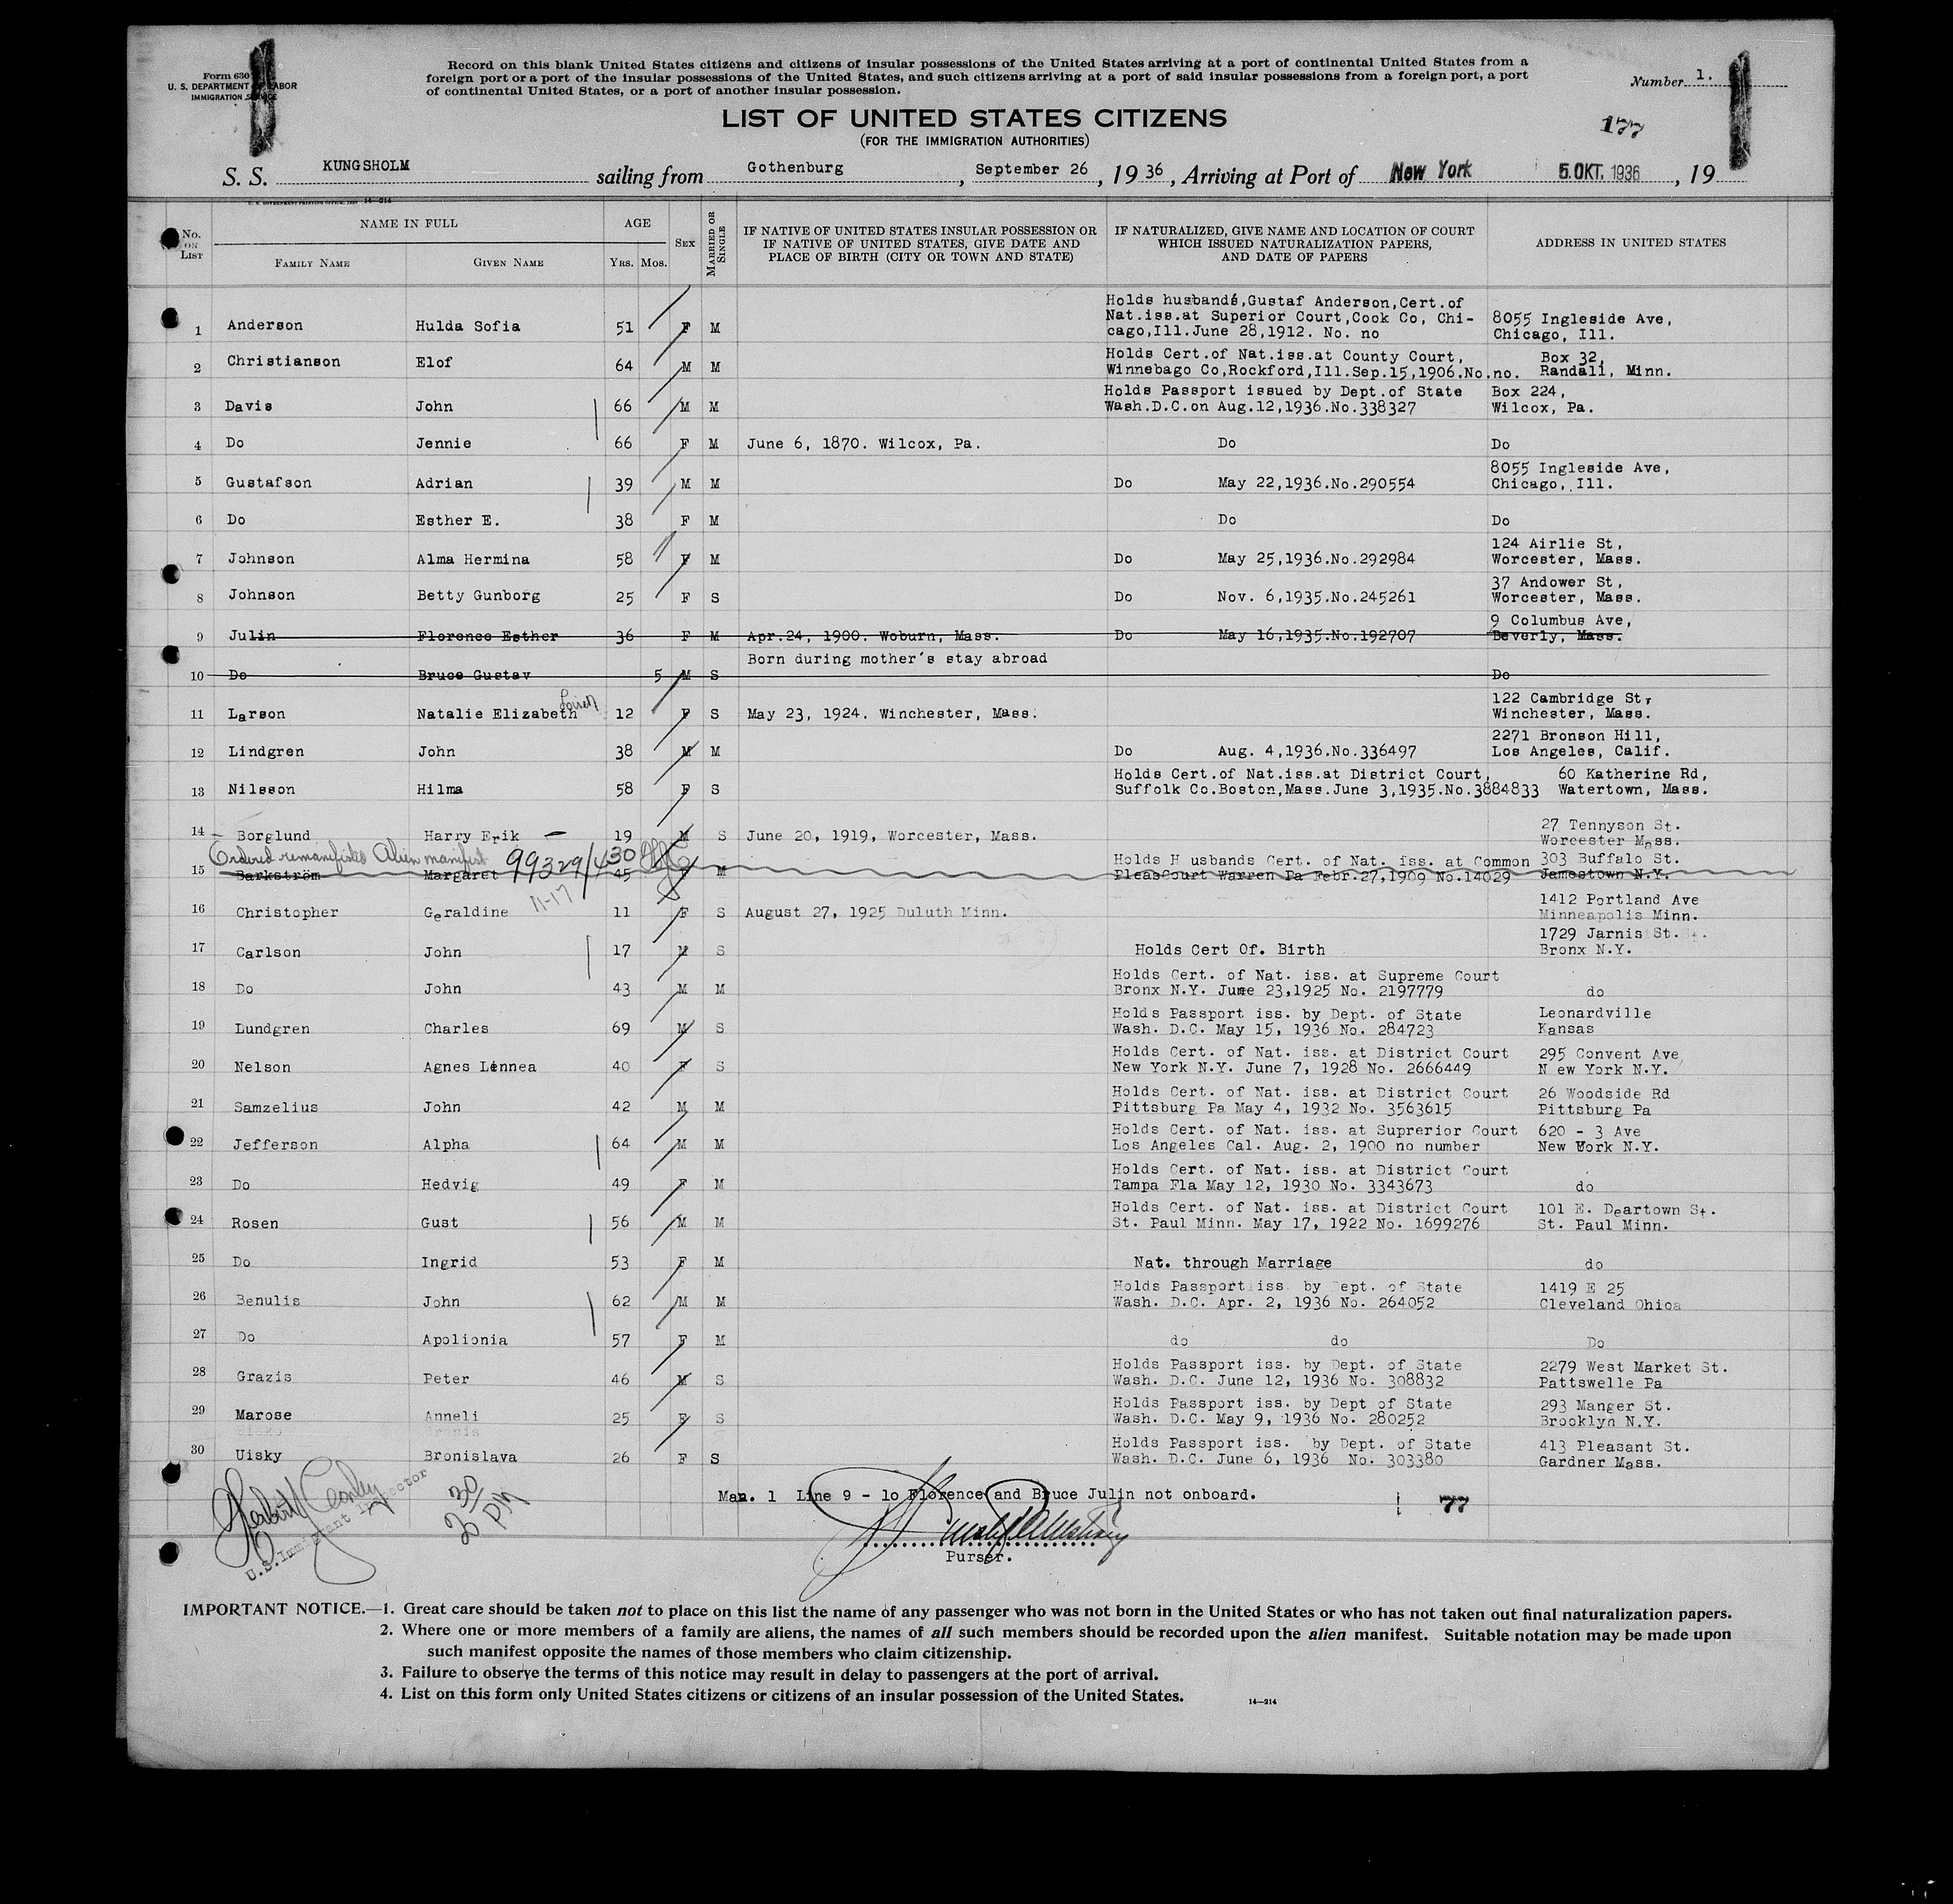 Form 630
U. S. DEPARTMENT OF LABOR
IMMIGRATION SERVICE
Record on this blank United States citizens and citizens of insular possessions of the United States arriving at a port of continental United States from a
foreign port or a port of the insular possessions of the United States, and such citizens arriving at a port of said insular possessions from a foreign port, a port
of continental United States, or a port of another insular possession.
Number 1.
LIST OF UNITED STATES CITIZENS
(FOR THE IMMIGRATION AUTHORITIES)
177
S. S. KUNGSHOLM sailing from Gothenburg, September 26, 1936, Arriving at Port of New York 5.OKT.1936, 19
U. S. GOVERNMENT PRINTING OFFICE: 1929 14—214
No. ON LIST
NAME IN FULL
FAMILY NAME GIVEN NAME
AGE
YRS. MOS.
SEX
MARRIED OR SINGLE
IF NATIVE OF UNITED STATES INSULAR POSSESSION OR
IF NATIVE OF UNITED STATES, GIVE DATE AND
PLACE OF BIRTH (CITY OR TOWN AND STATE)
IF NATURALIZED, GIVE NAME AND LOCATION OF COURT
WHICH ISSUED NATURALIZATION PAPERS,
AND DATE OF PAPERS
ADDRESS IN UNITED STATES
Holds husbands,Gustaf Anderson,Cert.of
Nat.iss.at Superior Court,Cook Co, Chi- 8055 Ingleside Ave,
1 Anderson Hulda Sofia 51 F M cago,Ill.June 28,1912. No. no Chicago, Ill.
Holds Cert.of Nat.iss.at County Court, Box 32,
2 Christianson Elof 64 M M Winnebago Co,Rockford,Ill.Sep.15,1906.No.no. Randall, Minn.
Holds Passport issued by Dept.of State Box 224,
3 Davis John 66 M M Wash.D.C.on Aug.12,1936.No.338327 Wilcox, Pa.
4 Do Jennie 66 F M June 6, 1870. Wilcox, Pa. Do Do
8055 Ingleside Ave,
5 Gustafson Adrian 39 M M Do May 22,1936.No.290554 Chicago, Ill.
6 Do Esther E. 38 F M Do Do
124 Airlie St,
7 Johnson Alma Hermina 58 F M Do May 25,1936.No.292984 Worcester, Mass.
37 Andower St,
8 Johnson Betty Gunborg 25 F S Do Nov. 6,1935.No.245261 Worcester, Mass.
9 Columbus Ave,
9 Julin Florence Esther 36 F M Apr.24, 1900. Woburn, Mass. Do May 16,1935.No.192707 Beverly, Mass.
Born during mother's stay abroad
10 Do Bruce Gustav 5 M S Do
122 Cambridge St,
11 Larson Natalie Elizabeth 12 F S May 23, 1924. Winchester, Mass. Winchester, Mass.
2271 Bronson Hill,
12 Lindgren John 38 M M Do Aug. 4,1936.No.336497 Los Angeles, Calif.
Holds Cert.of Nat.iss.at District Court, 60 Katherine Rd,
13 Nilsson Hilma 58 F S Suffolk Co.Boston,Mass.June 3,1935.No.3884833 Watertown, Mass.
27 Tennyson St.
14 Borglund Harry Erik 19 M S June 20, 1919, Worcester, Mass. Worcester Mass.
Ordered remanifested Alien manifest 99329/430
Holds H usbands Cert. of Nat. iss. at Common 303 Buffalo St.
15 Barkström Margaret 45 F M PleasCourt Warren Pa Febr.27,1909 No.14029 Jamestown N.Y.
11-17
1412 Portland Ave
16 Christopher Geraldine 11 F S August 27, 1925 Duluth Minn. Minneapolis Minn.
1729 Jarnis St.
17 Carlson John 17 M S Holds Cert Of. Birth Bronx N.Y.
Holds Cert. of Nat. iss. at Supreme Court
18 Do John 43 M M Bronx N.Y. June 23,1925 No. 2197779 do
Holds Passport iss. by Dept. of State Leonardville
19 Lundgren Charles 69 M S Wash. D.C. May 15, 1936 No. 284723 Kansas
Holds Cert. of Nat. iss. at District Court 295 Convent Ave
20 Nelson Agnes Linnea 40 F S New York N.Y. June 7, 1928 No. 2666449 N ew York N.Y.
Holds Cert. of Nat. iss. at District Court 26 Woodside Rd
21 Samzelius John 42 M M Pittsburg Pa May 4, 1932 No. 3563615 Pittsburg Pa
Holds Cert. of Nat. iss. at Suprerior Court 620 - 3 Ave
22 Jefferson Alpha 64 M M Los Angeles Cal. Aug. 2, 1900 no number New York N.Y.
Holds Cert. of Nat. iss. at District Court
23 Do Hedvig 49 F M Tampa Fla May 12, 1930 No. 3343673 do
Holds Cert. of Nat. iss. at District Court 101 E. Deartown St.
24 Rosen Gust 56 M M St. Paul Minn. May 17, 1922 No. 1699276 St. Paul Minn.
25 Do Ingrid 53 F M Nat. through Marriage do
Holds Passport iss. by Dept. of State 1419 E 25
26 Benulis John 62 M M Wash. D.C. Apr. 2, 1936 No. 264052 Cleveland Ohioa
27 Do Apolionia 57 F M do do Do
Holds Passport iss. by Dept. of State 2279 West Market St.
28 Grazis Peter 46 M S Wash. D.C. June 12, 1936 No. 308832 Pattswelle Pa
Holds Passport iss. by Dept of State 293 Manger St.
29 Marose Anneli 25 F S Wash. D.C. May 9, 1936 No. 280252 Brooklyn N.Y.
Holds Passport iss. by Dept. of State 413 Pleasant St.
30 Uisky Bronislava 26 F S Wash. D.C. June 6, 1936 No. 303380 Gardner Mass.
U.S. Immigrant Inspector
Man. 1 Line 9 - 1o Florence and Bruce Julin not onboard.
77
Purser.
IMPORTANT NOTICE.—1. Great care should be taken not to place on this list the name of any passenger who was not born in the United States or who has not taken out final naturalization papers.
2. Where one or more members of a family are aliens, the names of all such members should be recorded upon the alien manifest. Suitable notation may be made upon
such manifest opposite the names of those members who claim citizenship.
3. Failure to observe the terms of this notice may result in delay to passengers at the port of arrival.
4. List on this form only United States citizens or citizens of an insular possession of the United States.
14—214